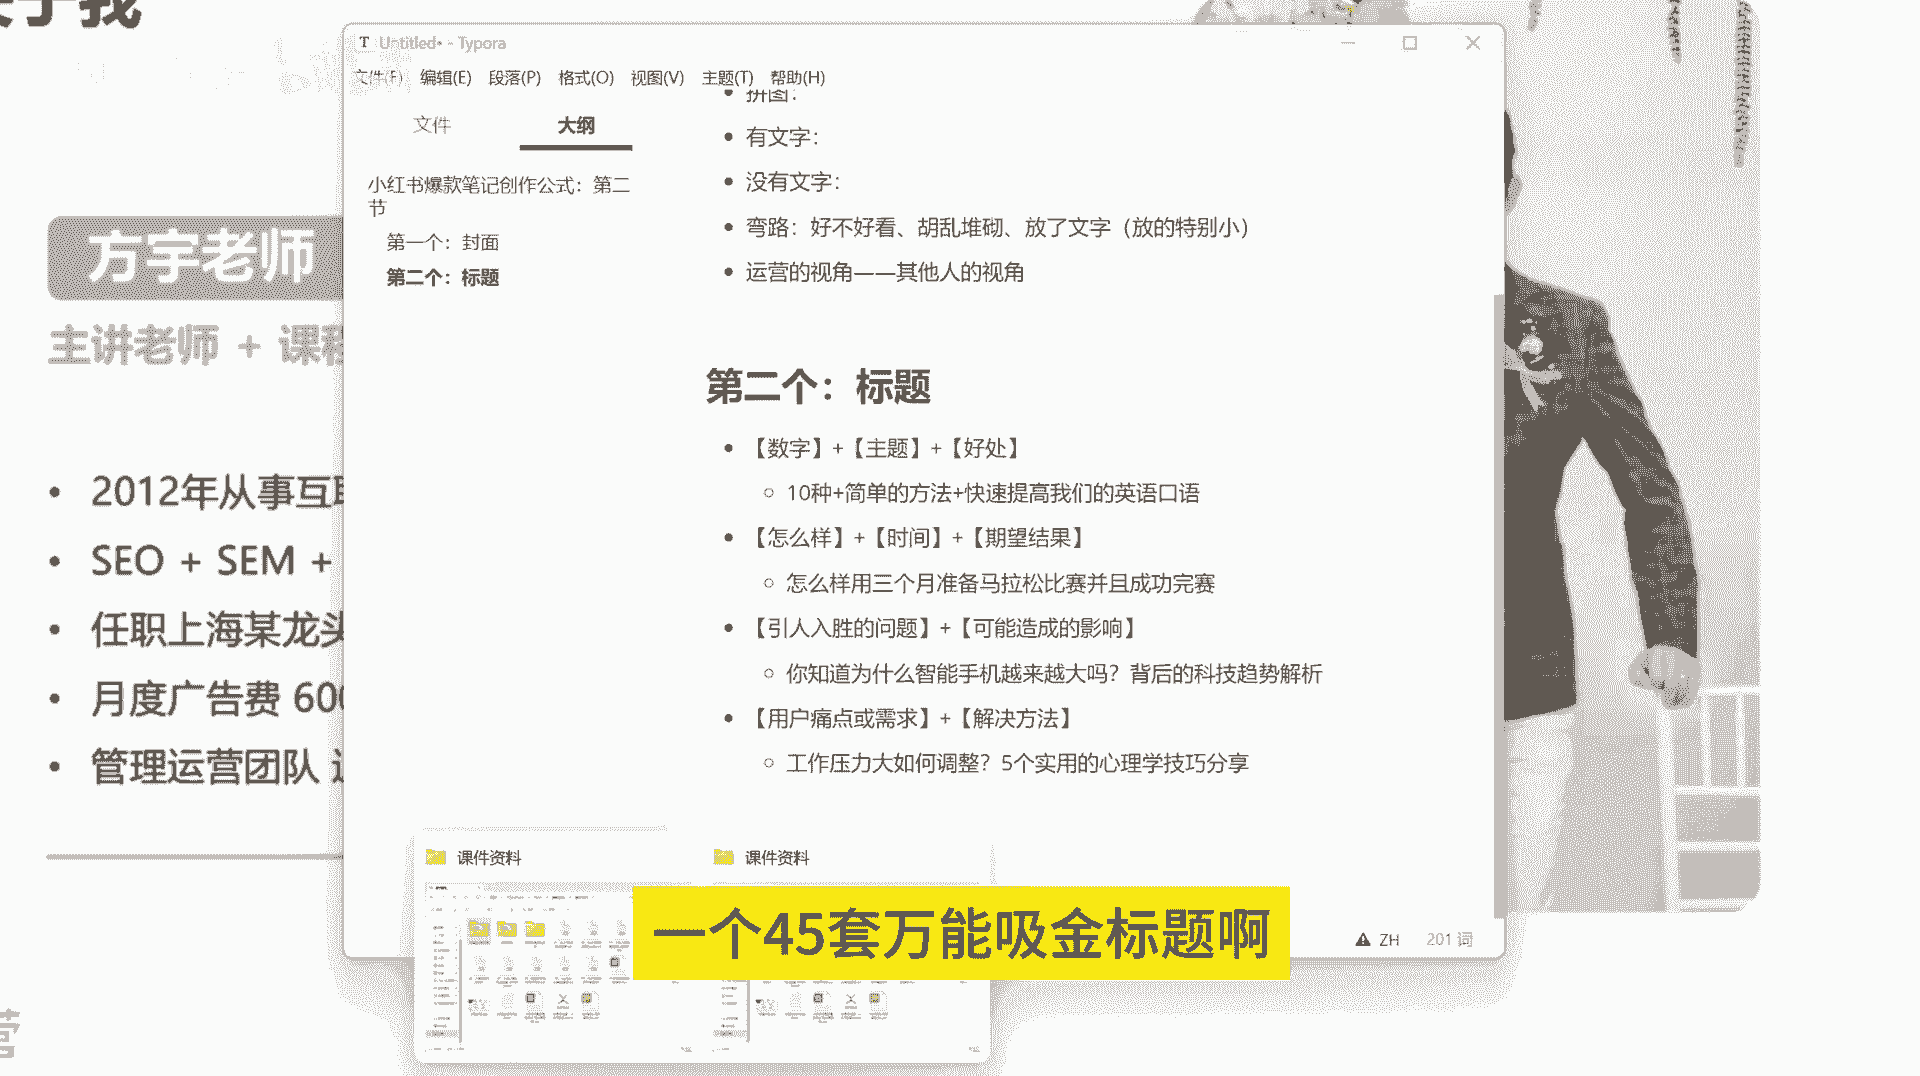 于我
方宇老师
主讲老师 + 课程
2012年从事互联
SEO + SEM +
任职上海某龙头
月度广告费 600
管理运营团队
营
Untitled• - Typora
文件(F) 编辑(E) 段落(P) 格式(O) 视图(V) 主题(T) 帮助(H)
文件 大纲
小红书爆款笔记创作公式：第二
节
第一个：封面
第二个：标题
拼图：
有文字：
没有文字：
弯路：好不好看、胡乱堆砌、放了文字（放的特别小）
运营的视角——其他人的视角
第二个：标题
【数字】+【主题】+【好处】
10种+简单的方法+快速提高我们的英语口语
【怎么样】+【时间】+【期望结果】
怎么样用三个月准备马拉松比赛并且成功完赛
【引人入胜的问题】+【可能造成的影响】
你知道为什么智能手机越来越大吗？背后的科技趋势解析
【用户痛点或需求】+【解决方法】
工作压力大如何调整？5个实用的心理学技巧分享
课件资料 课件资料
一个45套万能吸金标题啊
ZH 201 词